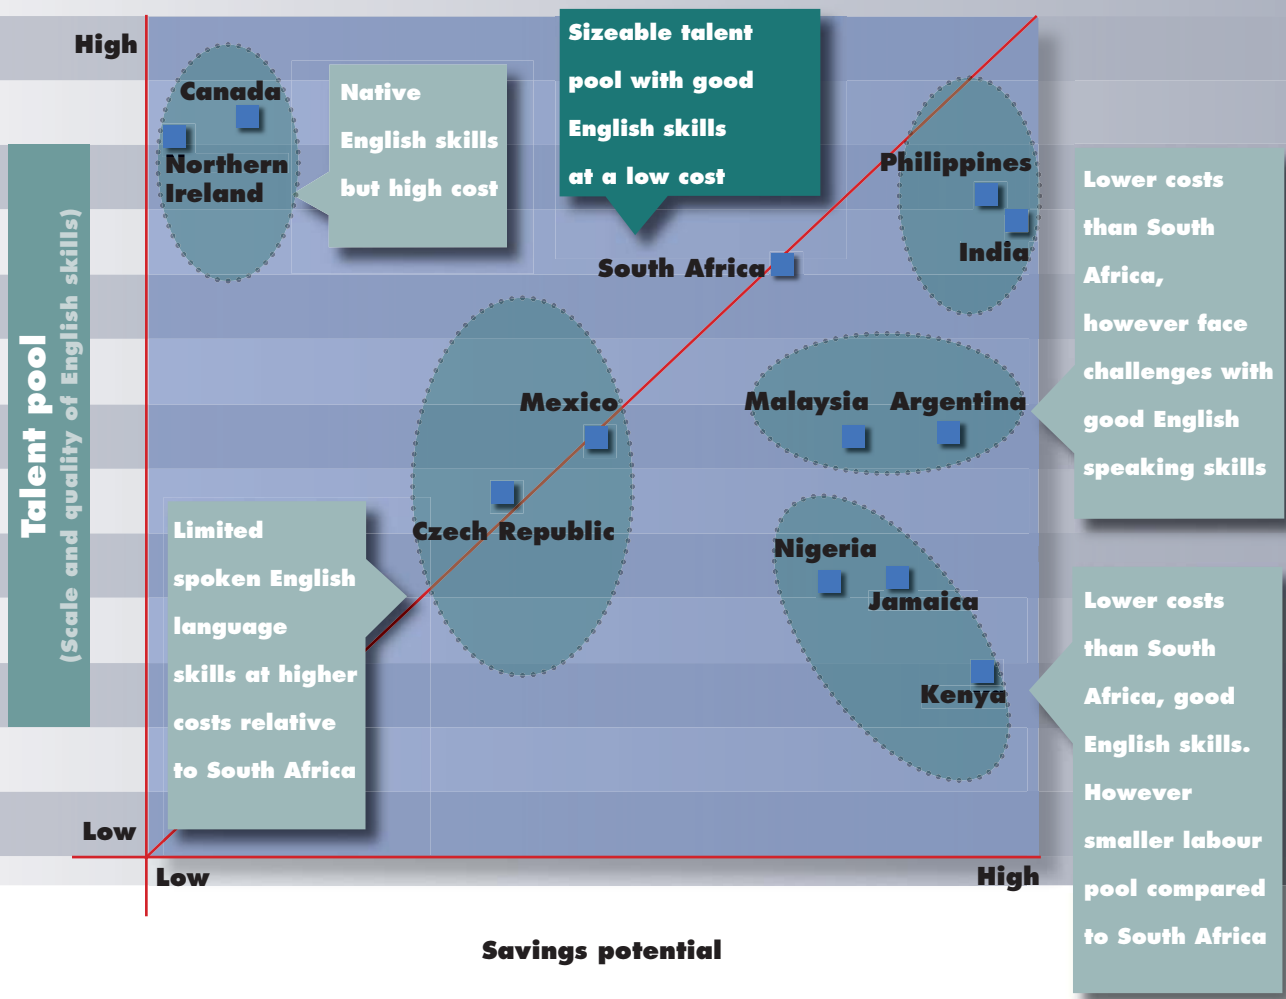 High
Canada
Northern
Ireland
Native
English skills
but high cost
Sizeable talent
pool with good
English skills
at a low cost
South Africa
Philippines
India
Lower costs
than South
Africa,
however face
challenges with
good English
speaking skills
Talent pool
(Scale and quality of English skills)
Mexico
Czech Republic
Malaysia
Argentina
Limited
spoken English
language
skills at higher
costs relative
to South Africa
Nigeria
Jamaica
Kenya
Lower costs
than South
Africa, good
English skills.
However
smaller labour
pool compared
to South Africa
Low
Low
High
Savings potential